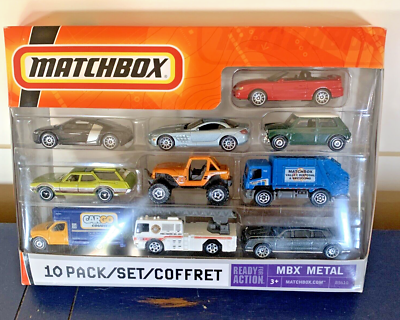 MATCHBOX
MATCHBOX
CARGO
10 PACK/SET/COFFRET
READY FOR
ACTION.
MBX METAL
3+
MATCHBOX.COM